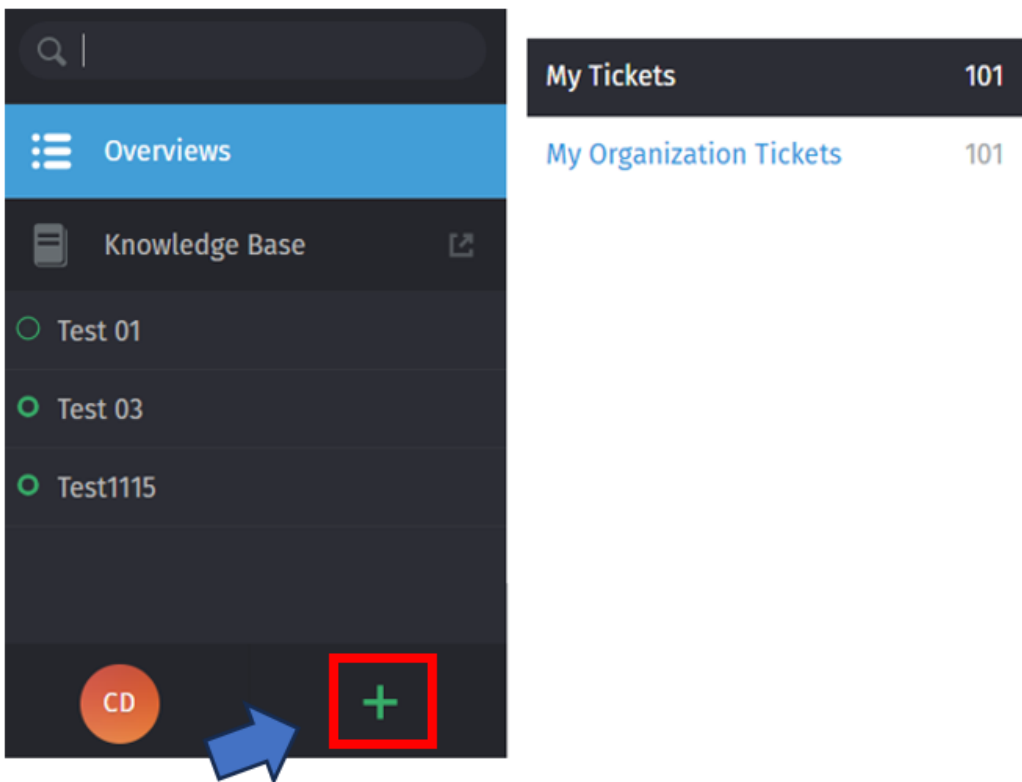 Overviews
Knowledge Base
Test 01
Test 03
Test1115
CD
My Tickets 101
My Organization Tickets 101